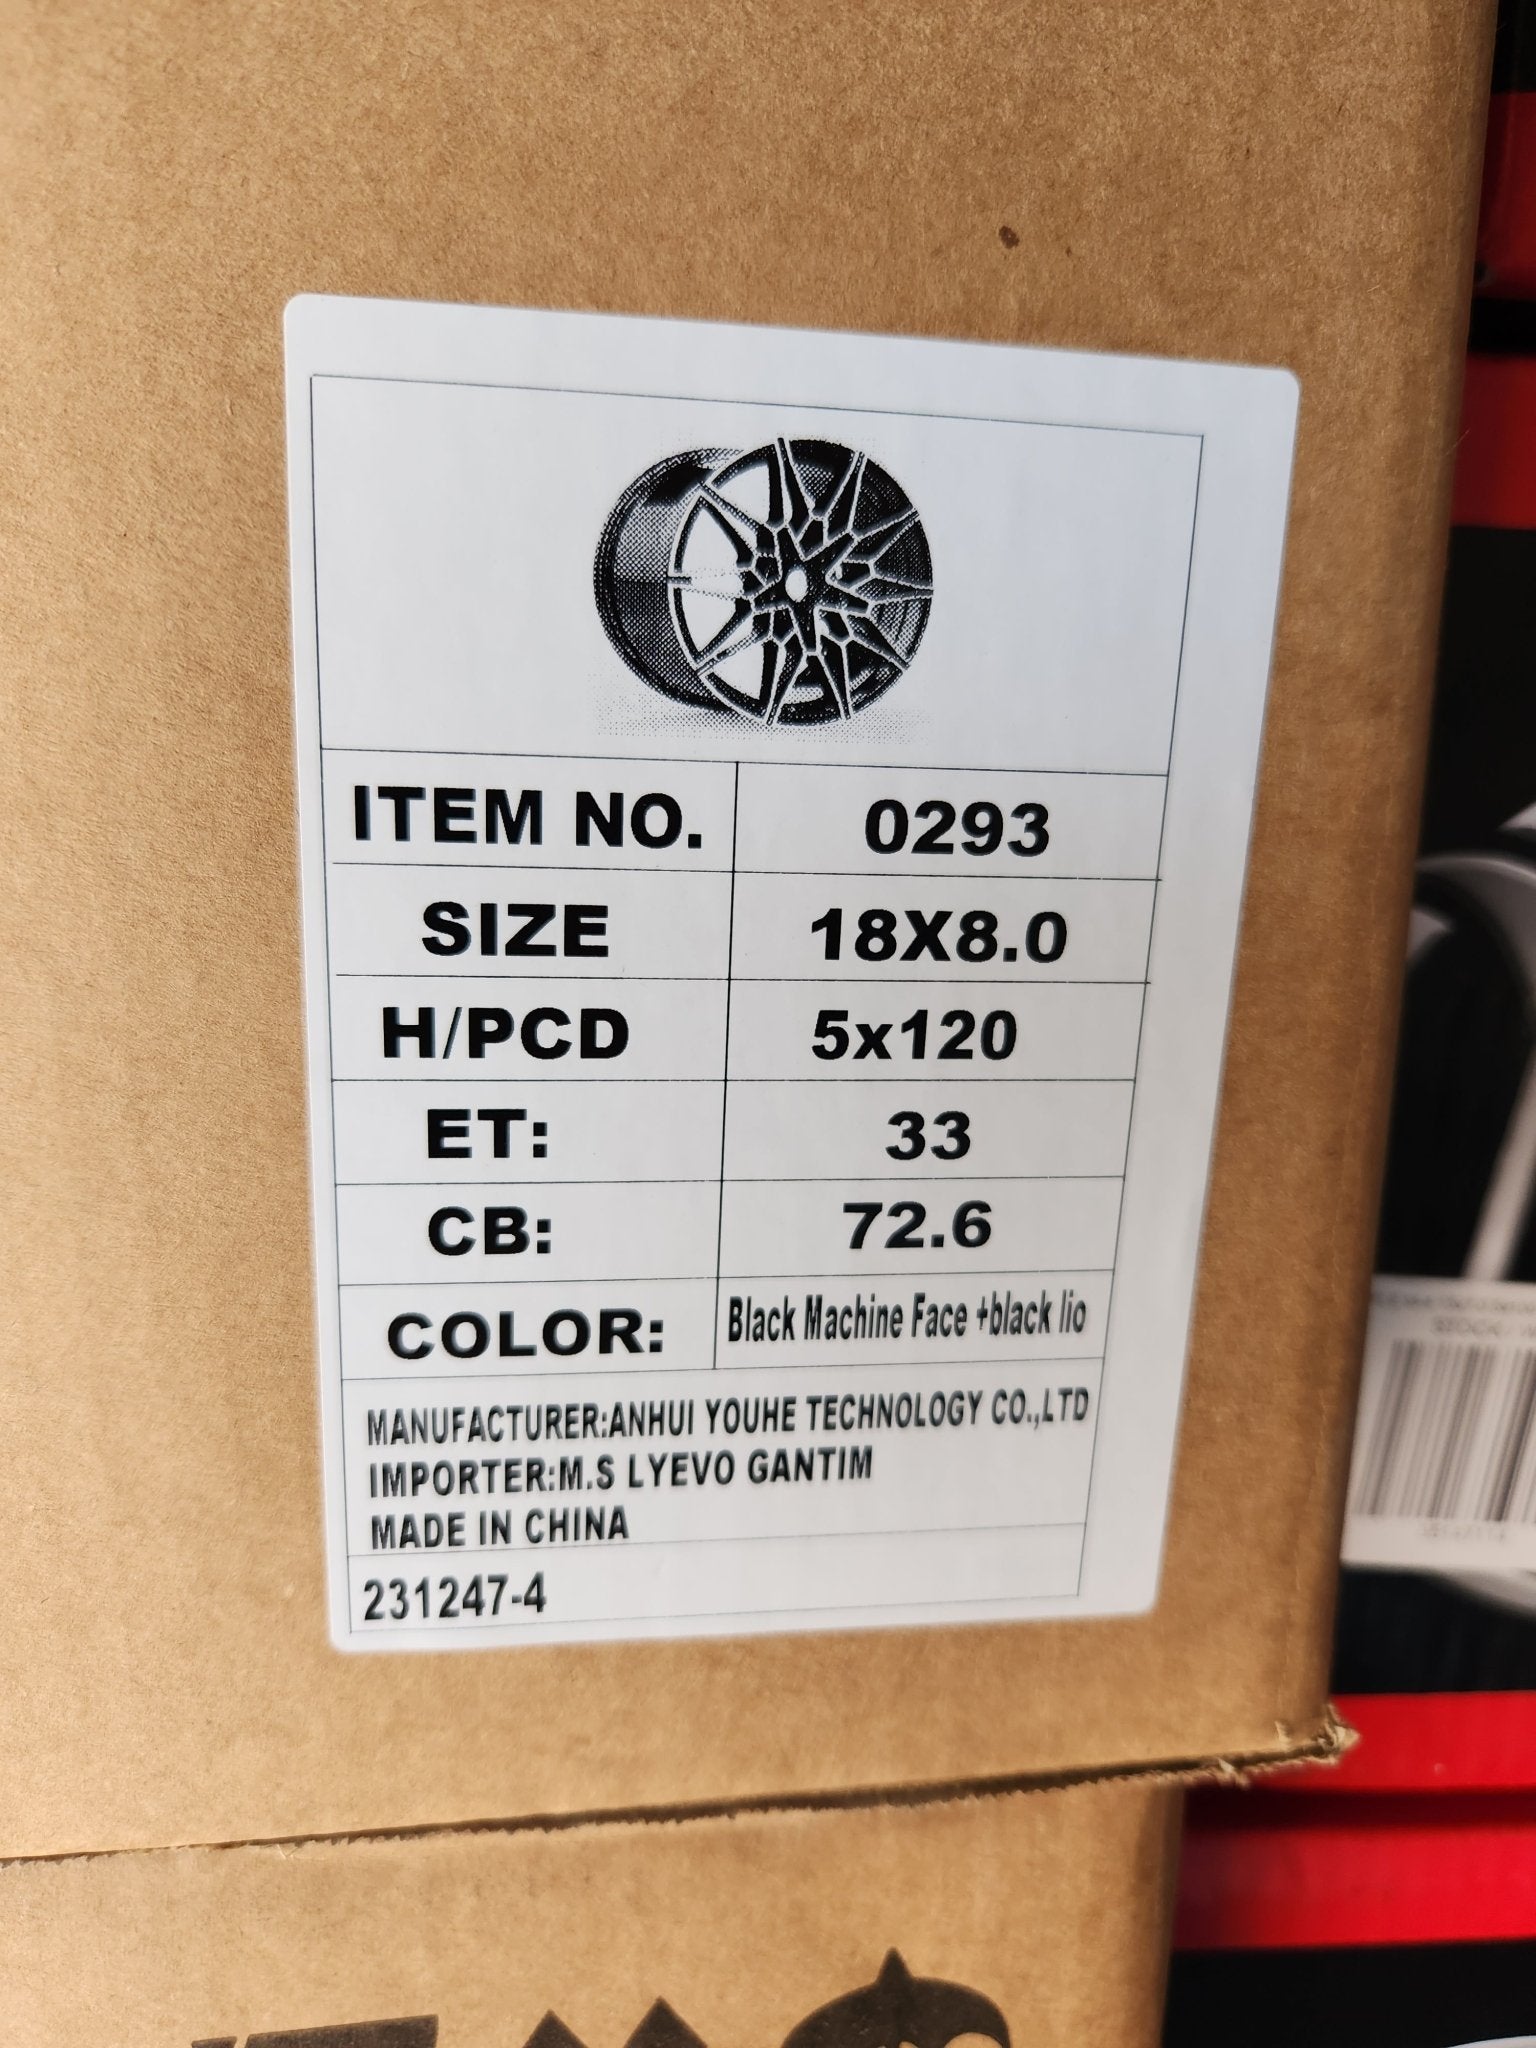 ITEM NO. 0293
SIZE 18X8.0
H/PCD 5x120
ET: 33
CB: 72.6
COLOR: Black Machine Face +black lio
MANUFACTURER:ANHUI YOUHE TECHNOLOGY CO.,LTD
IMPORTER:M.S LYEVO GANTIM
MADE IN CHINA
231247-4